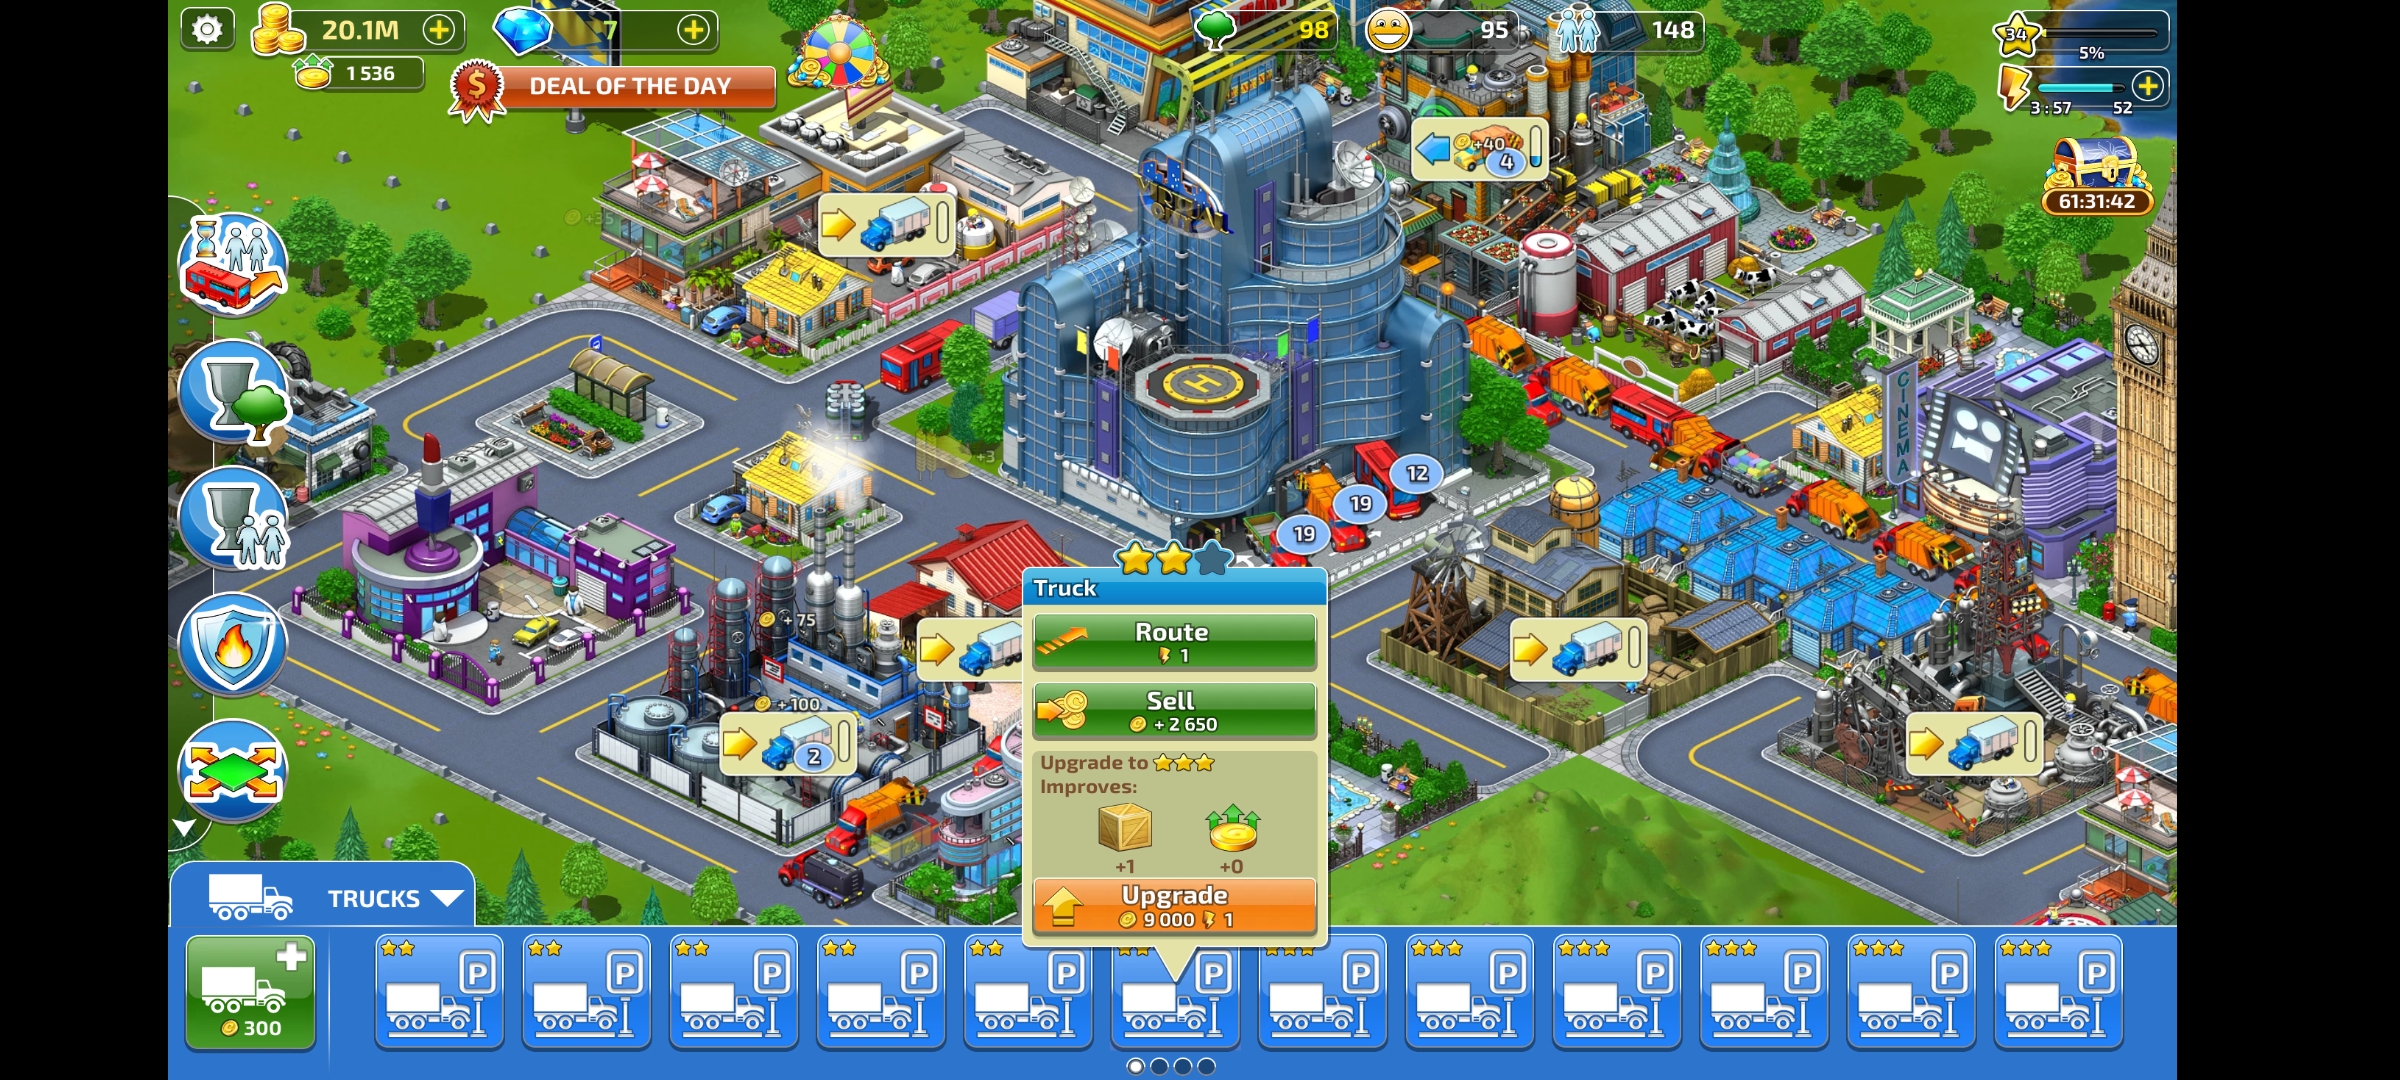 20.1M
7
98
95
148
34
5%
1 536
DEAL OF THE DAY
3:57
52
+40
4
61:31:42
+3
CINEMA
12
19
19
Truck
+ 75
Route
1
Sell
+ 2 650
+ 100
2
Upgrade to
Improves:
+1
+0
Upgrade
9 000 1
TRUCKS
P
P
P
P
P
P
P
P
P
P
P
P
300
H